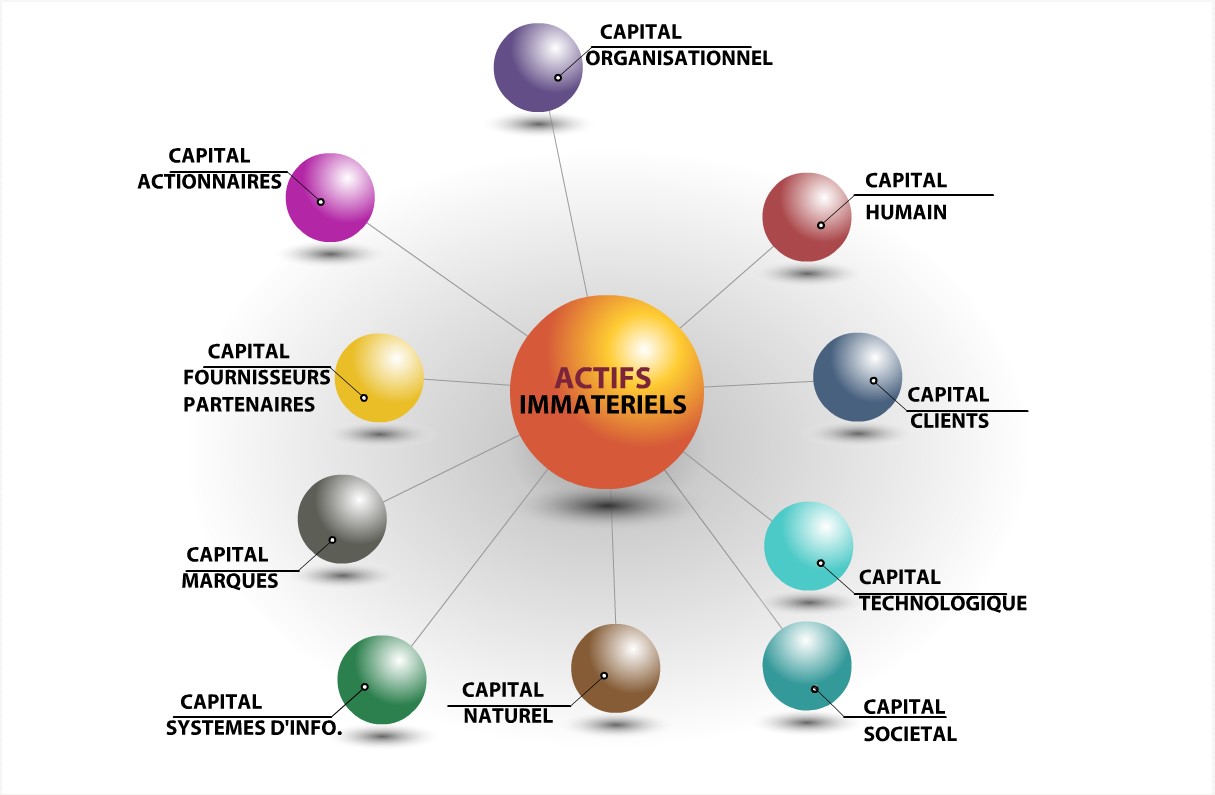 CAPITAL
ORGANISATIONNEL
CAPITAL
ACTIONNAIRES
CAPITAL
HUMAIN
CAPITAL
FOURNISSEURS
PARTENAIRES
ACTIFS
IMMATERIELS
CAPITAL
CLIENTS
CAPITAL
MARQUES
CAPITAL
TECHNOLOGIQUE
CAPITAL
SYSTEMES D'INFO.
CAPITAL
NATUREL
CAPITAL
SOCIETAL